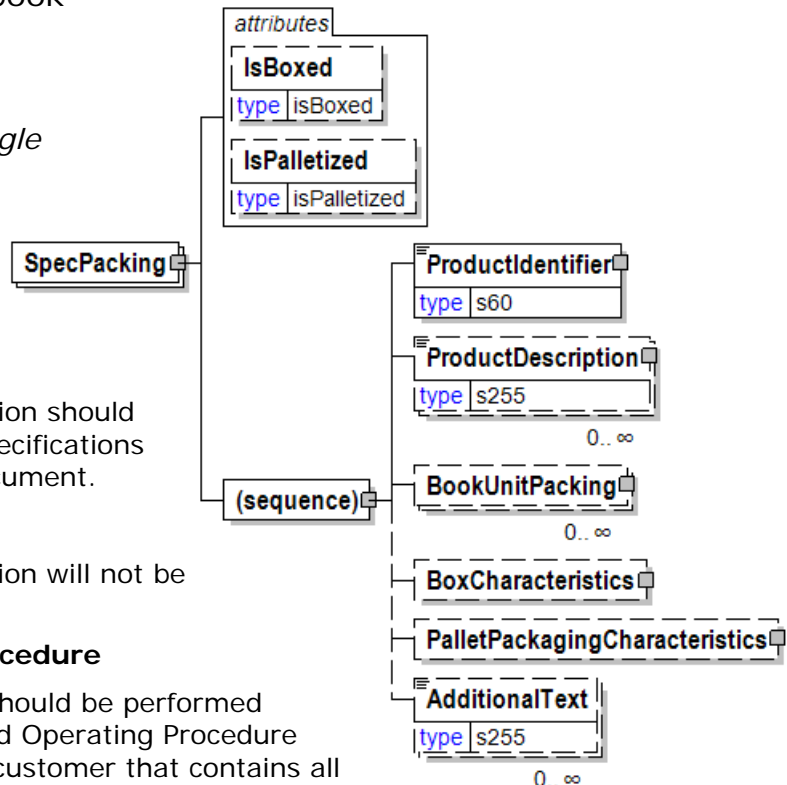 book
gle
ion should
ecifications
cument.
ion will not be
cedure
hould be performed
d Operating Procedure
customer that contains all
attributes
IsBoxed
type isBoxed
IsPalletized
type isPalletized
SpecPacking
(sequence)
ProductIdentifier
type s60
ProductDescription
type s255
0.. ∞
BookUnitPacking
0.. ∞
BoxCharacteristics
PalletPackagingCharacteristics
AdditionalText
type s255
0.. ∞